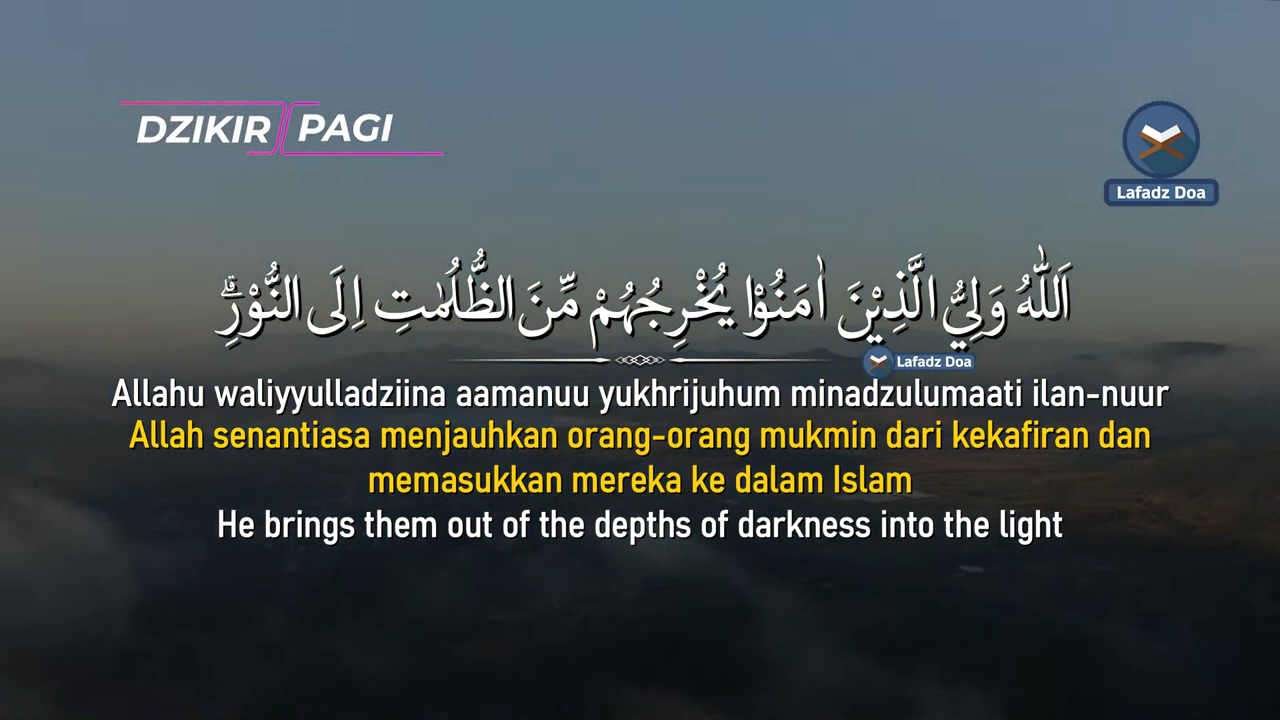 DZIKIR PAGI
Lafadz Doa
اَللّٰهُ وَلِيُّ الَّذِيْنَ اٰمَنُوْا يُخْرِجُهُمْ مِّنَ الظُّلُمٰتِ اِلَى النُّوْرِۗ
Lafadz Doa
Allahu waliyyulladziina aamanuu yukhrijuhum minadzulumaati ilan-nuur
Allah senantiasa menjauhkan orang-orang mukmin dari kekafiran dan
memasukkan mereka ke dalam Islam
He brings them out of the depths of darkness into the light